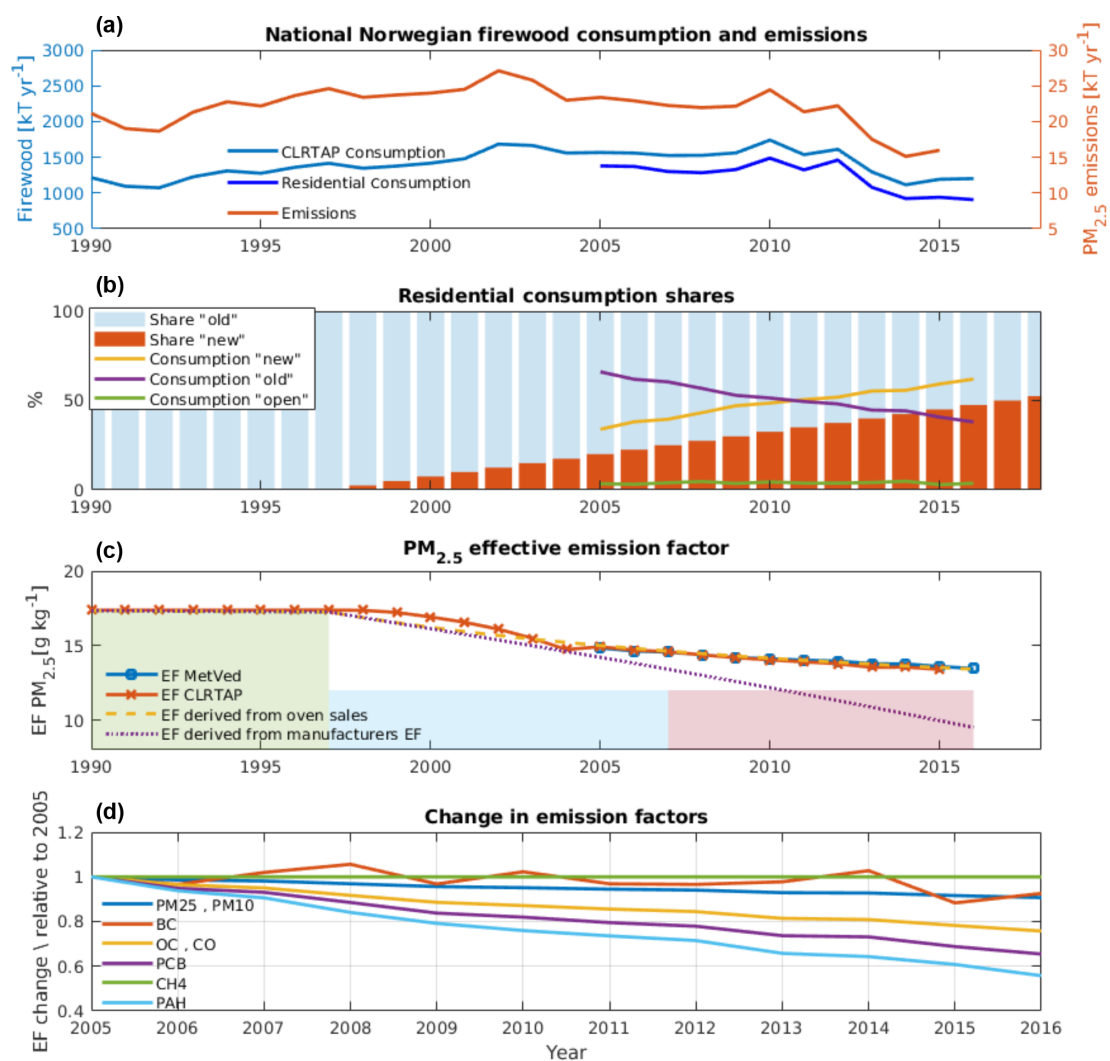 (a)
National Norwegian firewood consumption and emissions
Firewood [kT yr-1]
3000
2500
2000
1500
1000
500
CLRTAP Consumption
Residential Consumption
Emissions
30
25
20
15
10
5
PM2.5 emissions [kT yr-1]
1990 1995 2000 2005 2010 2015
(b)
Residential consumption shares
%
100
50
0
Share "old"
Share "new"
Consumption "new"
Consumption "old"
Consumption "open"
1990 1995 2000 2005 2010 2015
(c)
PM2.5 effective emission factor
EF PM2.5[g kg-1]
20
15
10
EF MetVed
EF CLRTAP
EF derived from oven sales
EF derived from manufacturers EF
1990 1995 2000 2005 2010 2015
(d)
Change in emission factors
EF change \ relative to 2005
1.2
1
0.8
0.6
0.4
PM25 , PM10
BC
OC , CO
PCB
CH4
PAH
2005 2006 2007 2008 2009 2010 2011 2012 2013 2014 2015 2016
Year